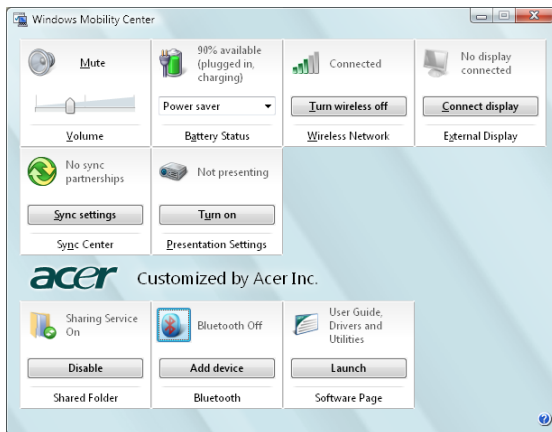 Windows Mobility Center
Mute
Volume
90% available
(plugged in,
charging)
Power saver
Battery Status
Connected
Turn wireless off
Wireless Network
No display
connected
Connect display
External Display
No sync
partnerships
Sync settings
Sync Center
Not presenting
Turn on
Presentation Settings
acer Customized by Acer Inc.
Sharing Service
On
Disable
Shared Folder
Bluetooth Off
Add device
Bluetooth
User Guide,
Drivers and
Utilities
Launch
Software Page